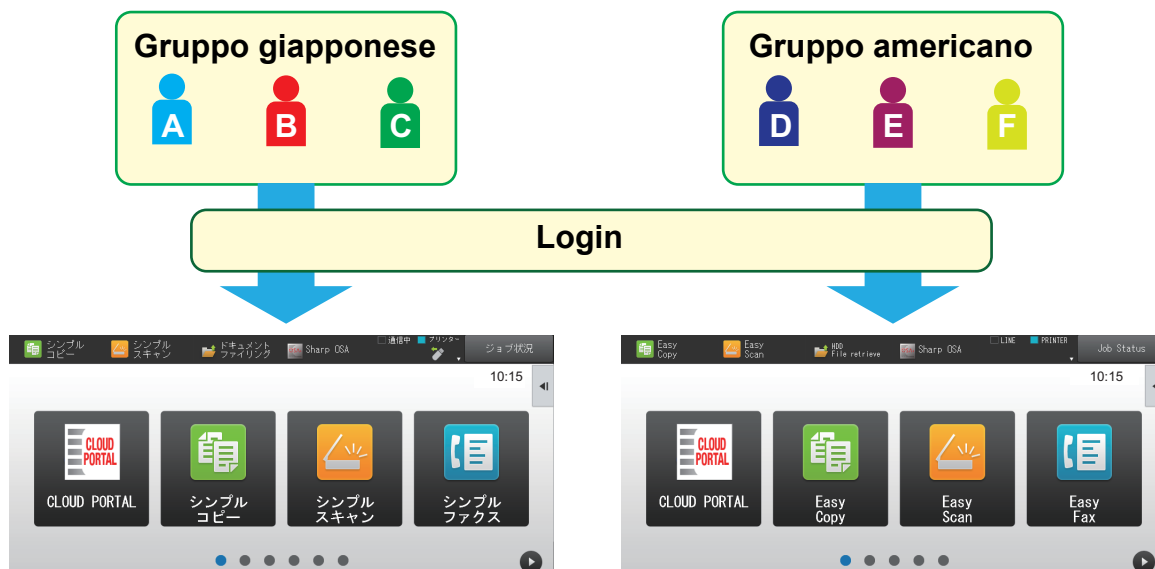 Gruppo giapponese
A B C
Gruppo americano
D E F
Login
シンプル
コピー
シンプル
スキャン
ドキュメント
ファイリング
Sharp OSA
通信中
プリンター
ジョブ状況
10:15
CLOUD
PORTAL
CLOUD PORTAL
シンプル
コピー
シンプル
スキャン
シンプル
ファクス
Easy
Copy
Easy
Scan
HDD
File retrieve
Sharp OSA
LINE
PRINTER
Job Status
10:15
CLOUD
PORTAL
CLOUD PORTAL
Easy
Copy
Easy
Scan
Easy
Fax